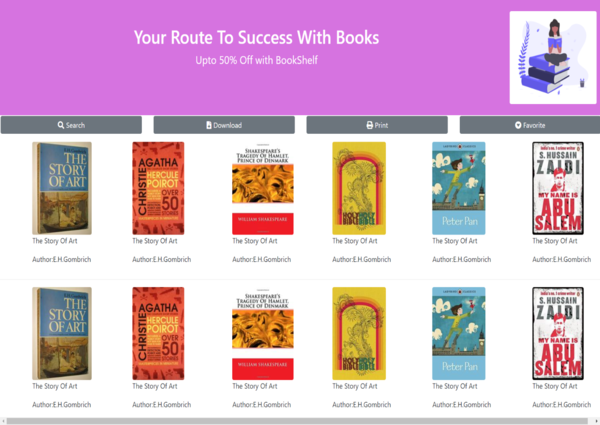 Your Route To Success With Books
Upto 50% Off with BookShelf
Search
Download
Print
Favorite
THE
STORY
OF ART
AGATHA
CHRISTIE
HERCULE
POIROT
OVER
50
SHAKESPEARE'S
TRAGEDY OF HAMLET,
PRINCE OF DENMARK
WILLIAM SHAKESPEARE
HOLY BIBLE
Peter Pan
S.HUSSAIN
ZAIDI
MY NAME IS
ABU
SALEM
The Story Of Art
The Story Of Art
The Story Of Art
The Story Of Art
The Story Of Art
The Story Of Art
Author:E.H.Gombrich
Author:E.H.Gombrich
Author:E.H.Gombrich
Author:E.H.Gombrich
Author:E.H.Gombrich
Author:E.H.Gombrich
THE
STORY
OF ART
AGATHA
CHRISTIE
HERCULE
POIROT
OVER
50
SHAKESPEARE'S
TRAGEDY OF HAMLET,
PRINCE OF DENMARK
WILLIAM SHAKESPEARE
HOLY BIBLE
Peter Pan
S.HUSSAIN
ZAIDI
MY NAME IS
ABU
SALEM
The Story Of Art
The Story Of Art
The Story Of Art
The Story Of Art
The Story Of Art
The Story Of Art
Author:E.H.Gombrich
Author:E.H.Gombrich
Author:E.H.Gombrich
Author:E.H.Gombrich
Author:E.H.Gombrich
Author:E.H.Gombrich